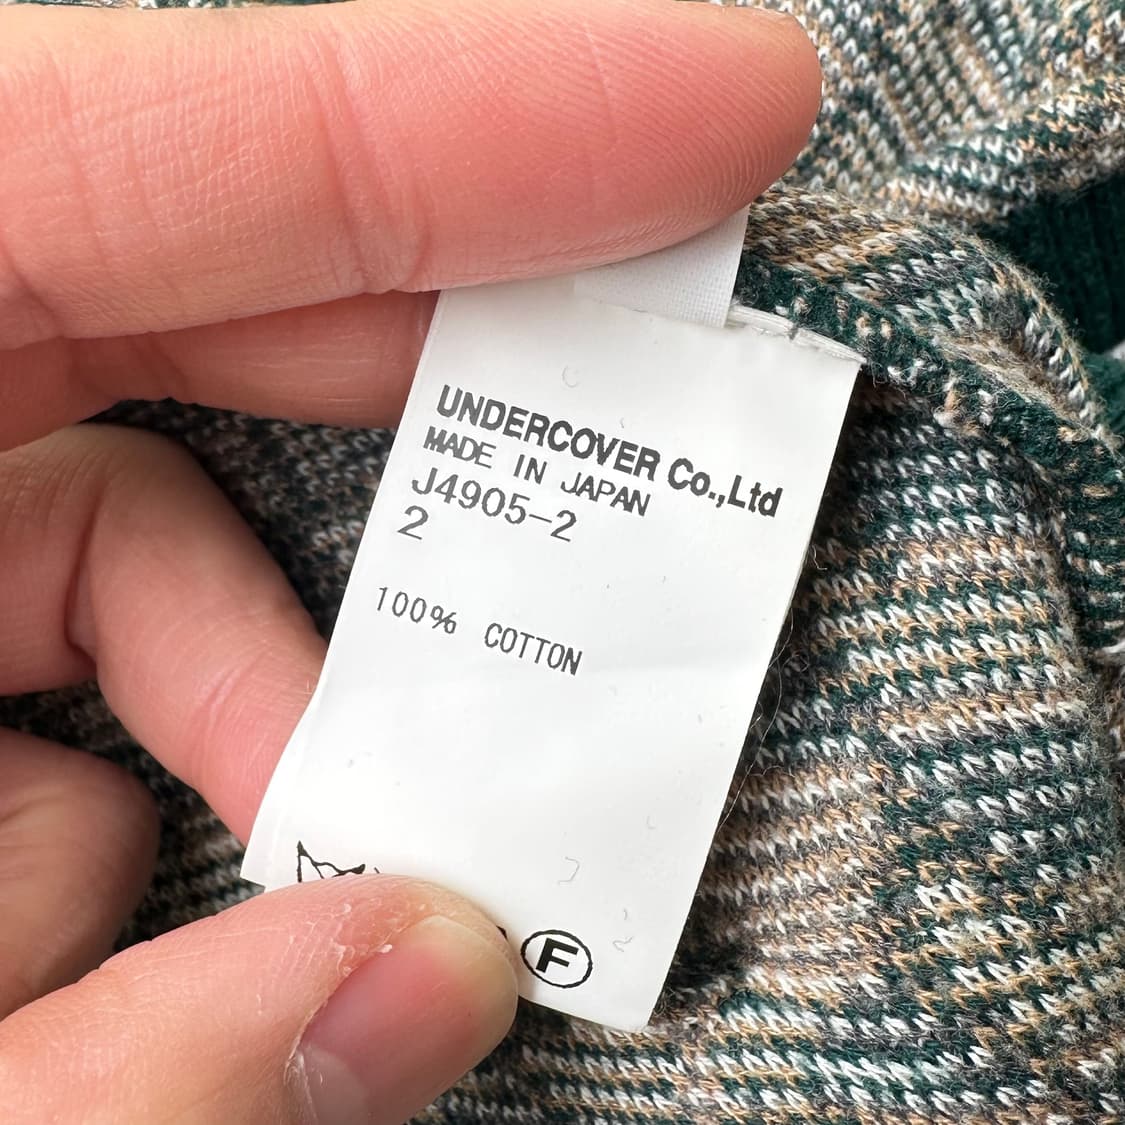 UNDERCOVER Co.,Ltd
MADE IN JAPAN
J4905-2
2
100% COTTON
F